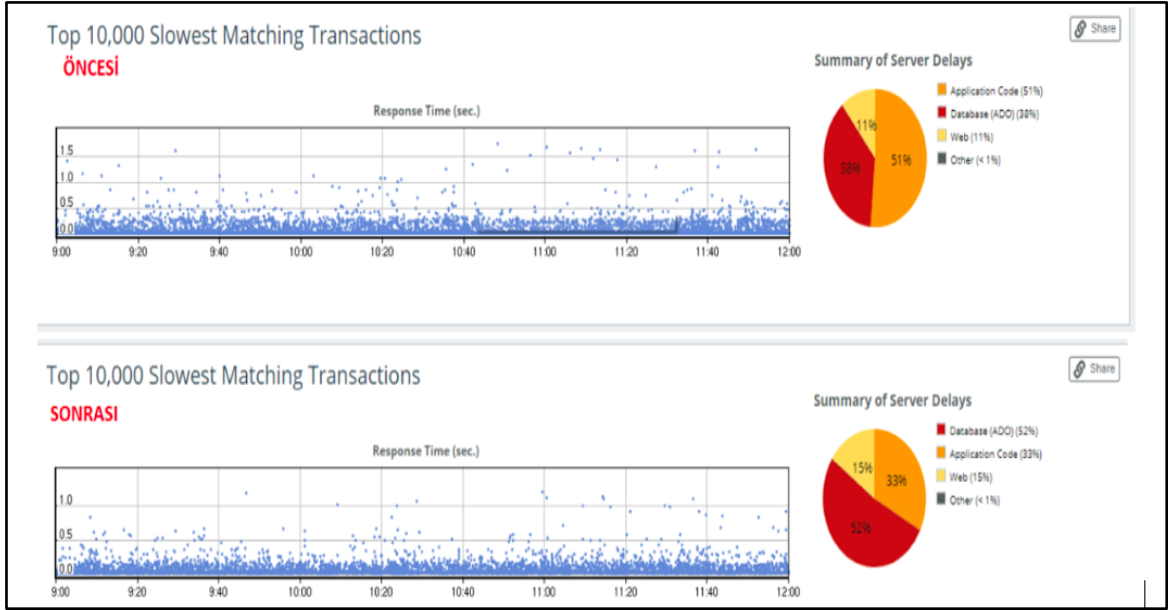 Top 10,000 Slowest Matching Transactions
Share
ÖNCESİ
Summary of Server Delays
Application Code (51%)
Database (ADO) (38%)
Web (11%)
Other (< 1%)
11%
38%
51%
Response Time (sec.)
1.5
1.0
0.5
0.0
9:00 9:20 9:40 10:00 10:20 10:40 11:00 11:20 11:40 12:00
Top 10,000 Slowest Matching Transactions
Share
SONRASI
Summary of Server Delays
Database (ADO) (52%)
Application Code (33%)
Web (15%)
Other (< 1%)
15%
33%
52%
Response Time (sec.)
1.0
0.5
0.0
9:00 9:20 9:40 10:00 10:20 10:40 11:00 11:20 11:40 12:00